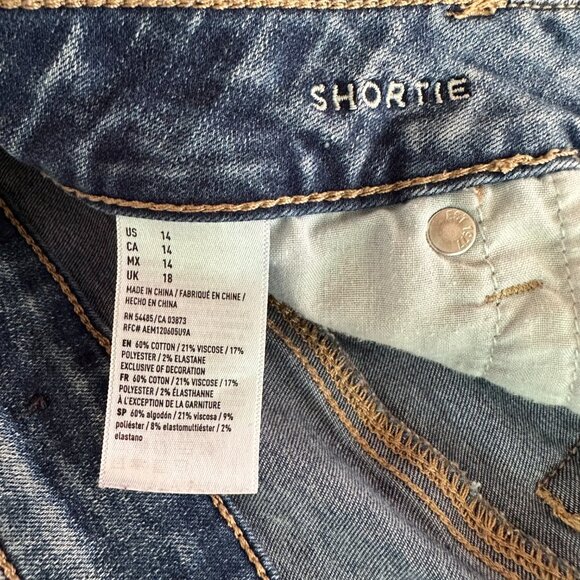 SHORTIE
US 14
CA 14
MX 14
UK 18
MADE IN CHINA / FABRIQUÉ EN CHINE /
HECHO EN CHINA
RN 54485/CA 03873
RFC# AEM120605U9A
EN 60% COTTON / 21% VISCOSE / 17%
POLYESTER / 2% ELASTANE
EXCLUSIVE OF DECORATION
FR 60% COTON / 21% VISCOSE / 17%
POLYESTER / 2% ÉLASTHANNE
À L'EXCEPTION DE LA GARNITURE
SP 60% algodón / 21% viscosa / 9%
poliéster / 8% elastomultiéster / 2%
elastano